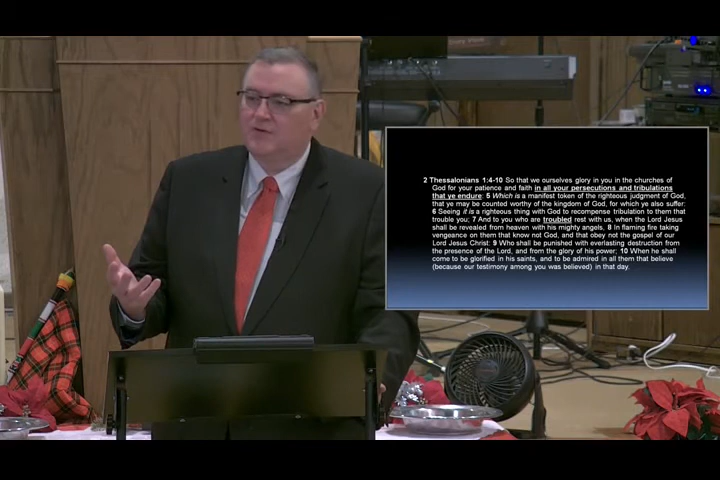 2 Thessalonians 1:4-10 So that we ourselves glory in you in the churches of
God for your patience and faith in all your persecutions and tribulations
that ye endure: 5 Which is a manifest token of the righteous judgment of God,
that ye may be counted worthy of the kingdom of God, for which ye also suffer:
6 Seeing it is a righteous thing with God to recompense tribulation to them that
trouble you; 7 And to you who are troubled rest with us, when the Lord Jesus
shall be revealed from heaven with his mighty angels, 8 In flaming fire taking
vengeance on them that know not God, and that obey not the gospel of our
Lord Jesus Christ: 9 Who shall be punished with everlasting destruction from
the presence of the Lord, and from the glory of his power; 10 When he shall
come to be glorified in his saints, and to be admired in all them that believe
(because our testimony among you was believed) in that day.